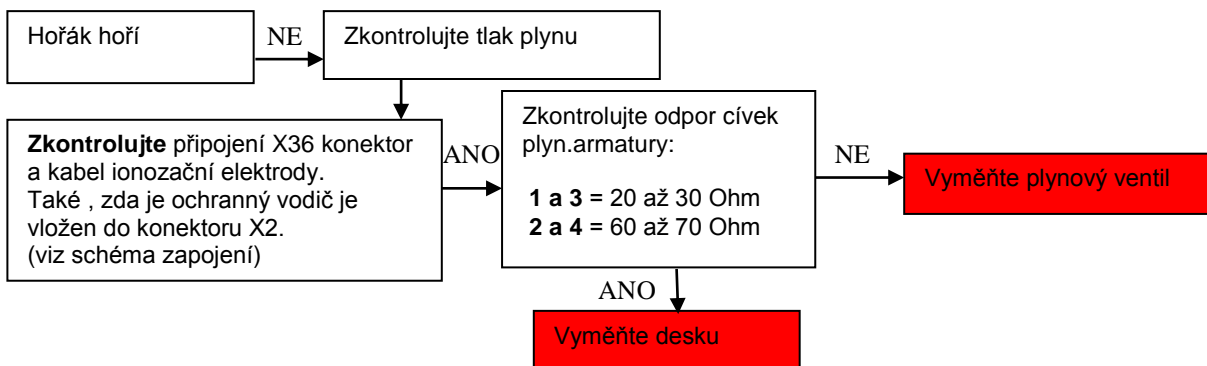 Hořák hoří
NE
Zkontrolujte tlak plynu
Zkontrolujte připojení X36 konektor
a kabel ionozační elektrody.
Také , zda je ochranný vodič je
vložen do konektoru X2.
(viz schéma zapojení)
ANO
Zkontrolujte odpor cívek
plyn.armatury:
1 a 3 = 20 až 30 Ohm
2 a 4 = 60 až 70 Ohm
NE
Vyměňte plynový ventil
ANO
Vyměňte desku